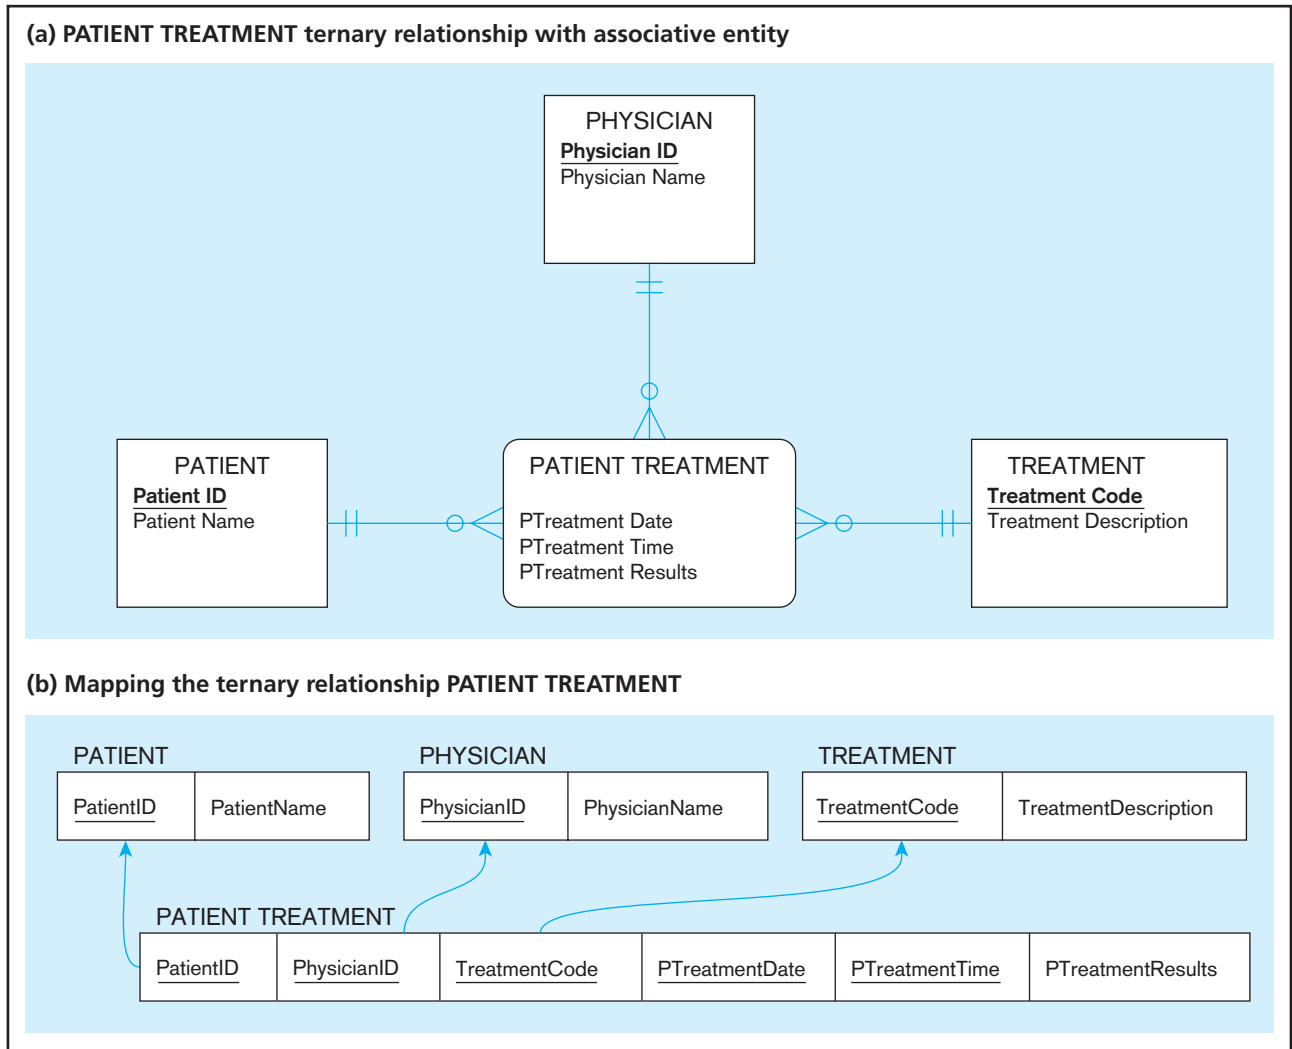 (a) PATIENT TREATMENT ternary relationship with associative entity
PHYSICIAN
Physician ID
Physician Name
PATIENT
Patient ID
Patient Name
PATIENT TREATMENT
PTreatment Date
PTreatment Time
PTreatment Results
TREATMENT
Treatment Code
Treatment Description
(b) Mapping the ternary relationship PATIENT TREATMENT
PATIENT
PatientID
PatientName
PHYSICIAN
PhysicianID
PhysicianName
TREATMENT
TreatmentCode
TreatmentDescription
PATIENT TREATMENT
PatientID
PhysicianID
TreatmentCode
PTreatmentDate
PTreatmentTime
PTreatmentResults